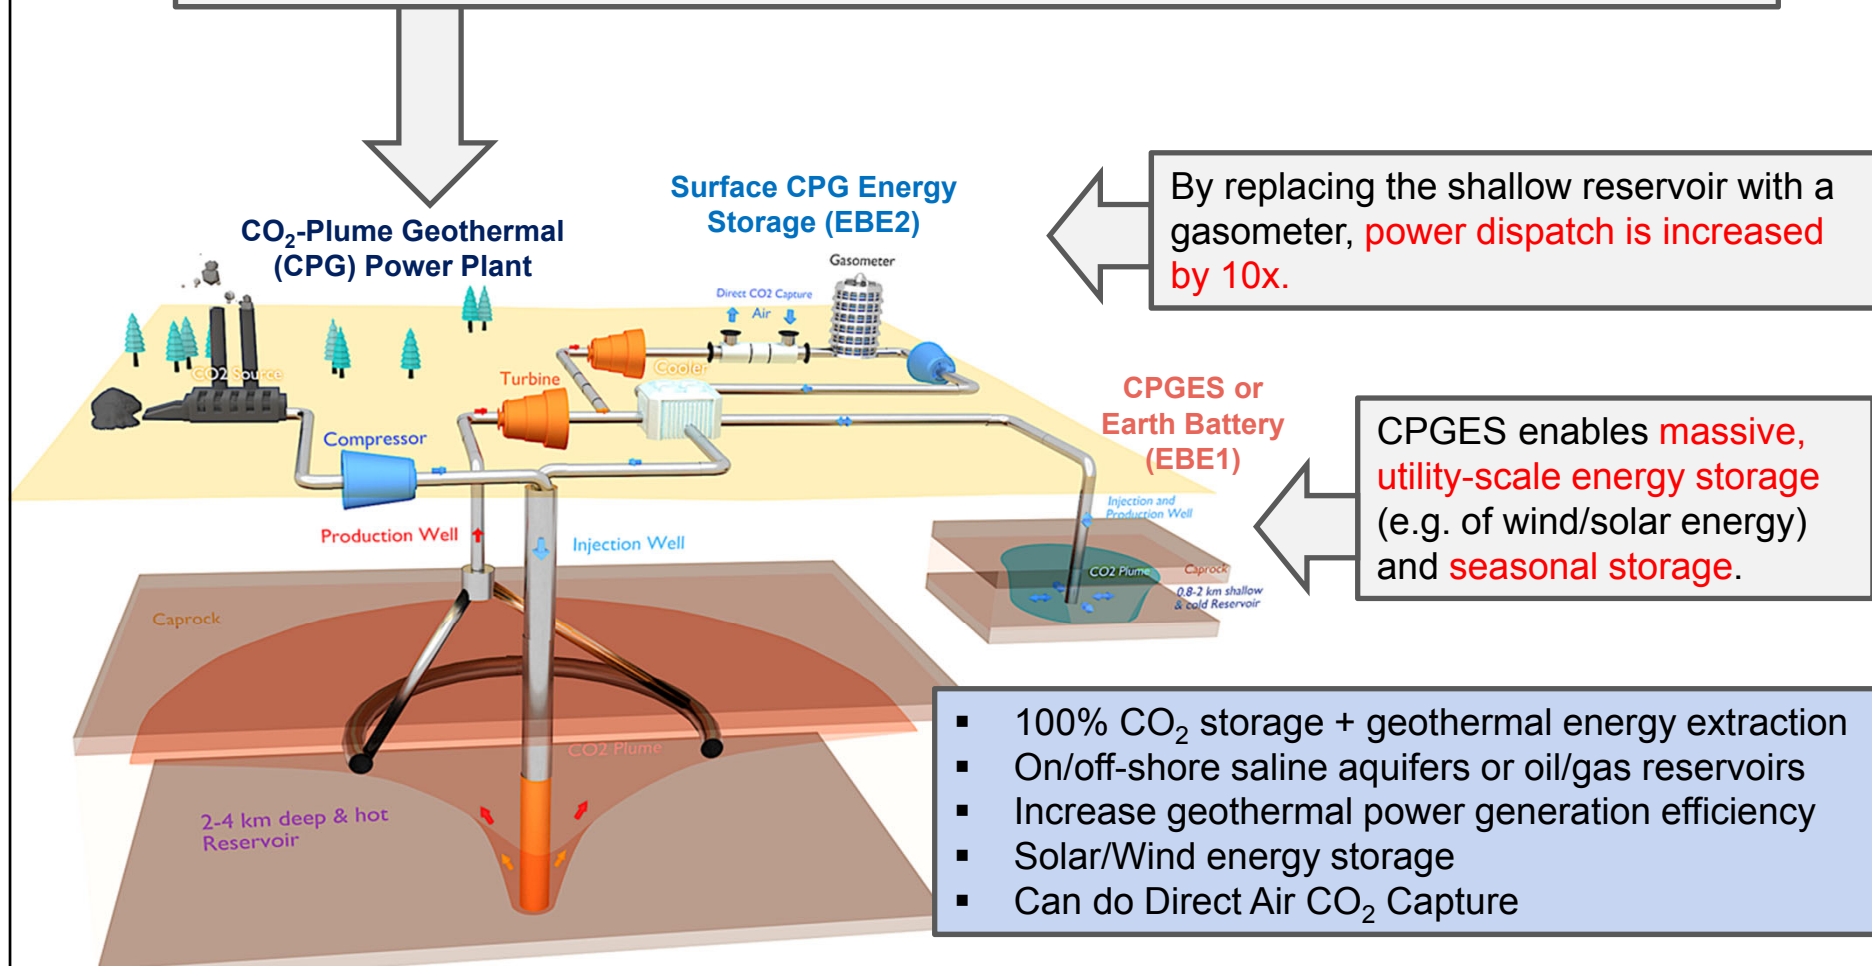 Surface CPG Energy
Storage (EBE2)
By replacing the shallow reservoir with a
gasometer, power dispatch is increased
by 10x.
CO₂-Plume Geothermal
(CPG) Power Plant
Gasometer
Direct CO2 Capture
Air
CO2 Source
Cooler
Turbine
CPGES or
Earth Battery
(EBE1)
CPGES enables massive,
utility-scale energy storage
(e.g. of wind/solar energy)
and seasonal storage.
Compressor
Injection and
Production Well
Production Well
Injection Well
CO2 Plume
Caprock
0.8-2 km shallow
& cold Reservoir
Caprock
CO2 Plume
2-4 km deep & hot
Reservoir
▪ 100% CO₂ storage + geothermal energy extraction
▪ On/off-shore saline aquifers or oil/gas reservoirs
▪ Increase geothermal power generation efficiency
▪ Solar/Wind energy storage
▪ Can do Direct Air CO₂ Capture